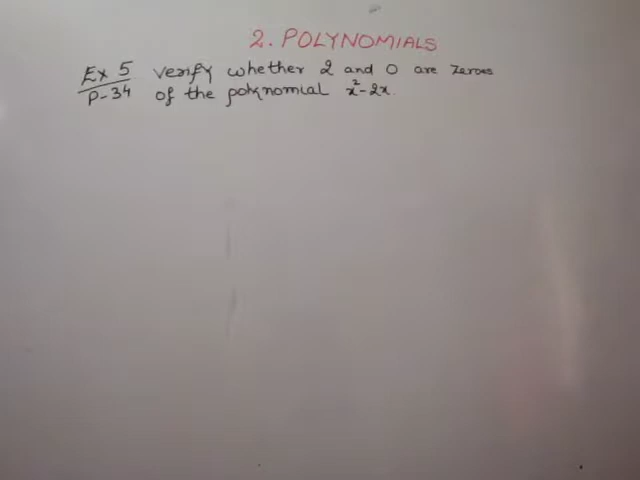 2. POLYNOMIALS
Ex 5 Verify whether 2 and 0 are zeroes
P-34 of the polynomial x²-2x.